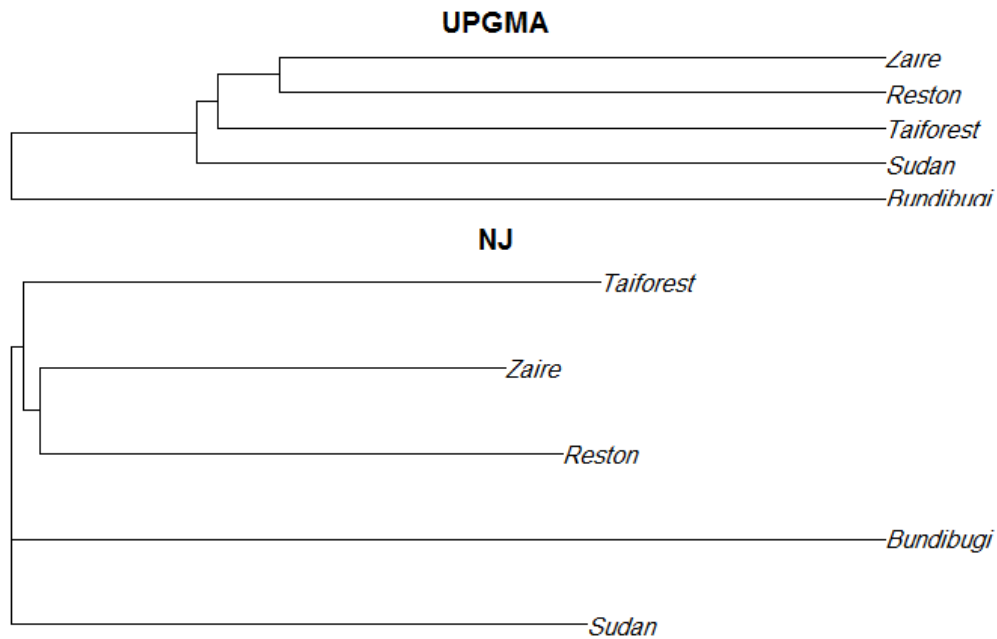 UPGMA
Zaire
Reston
Taiforest
Sudan
Bundibugi
NJ
Taiforest
Zaire
Reston
Bundibugi
Sudan